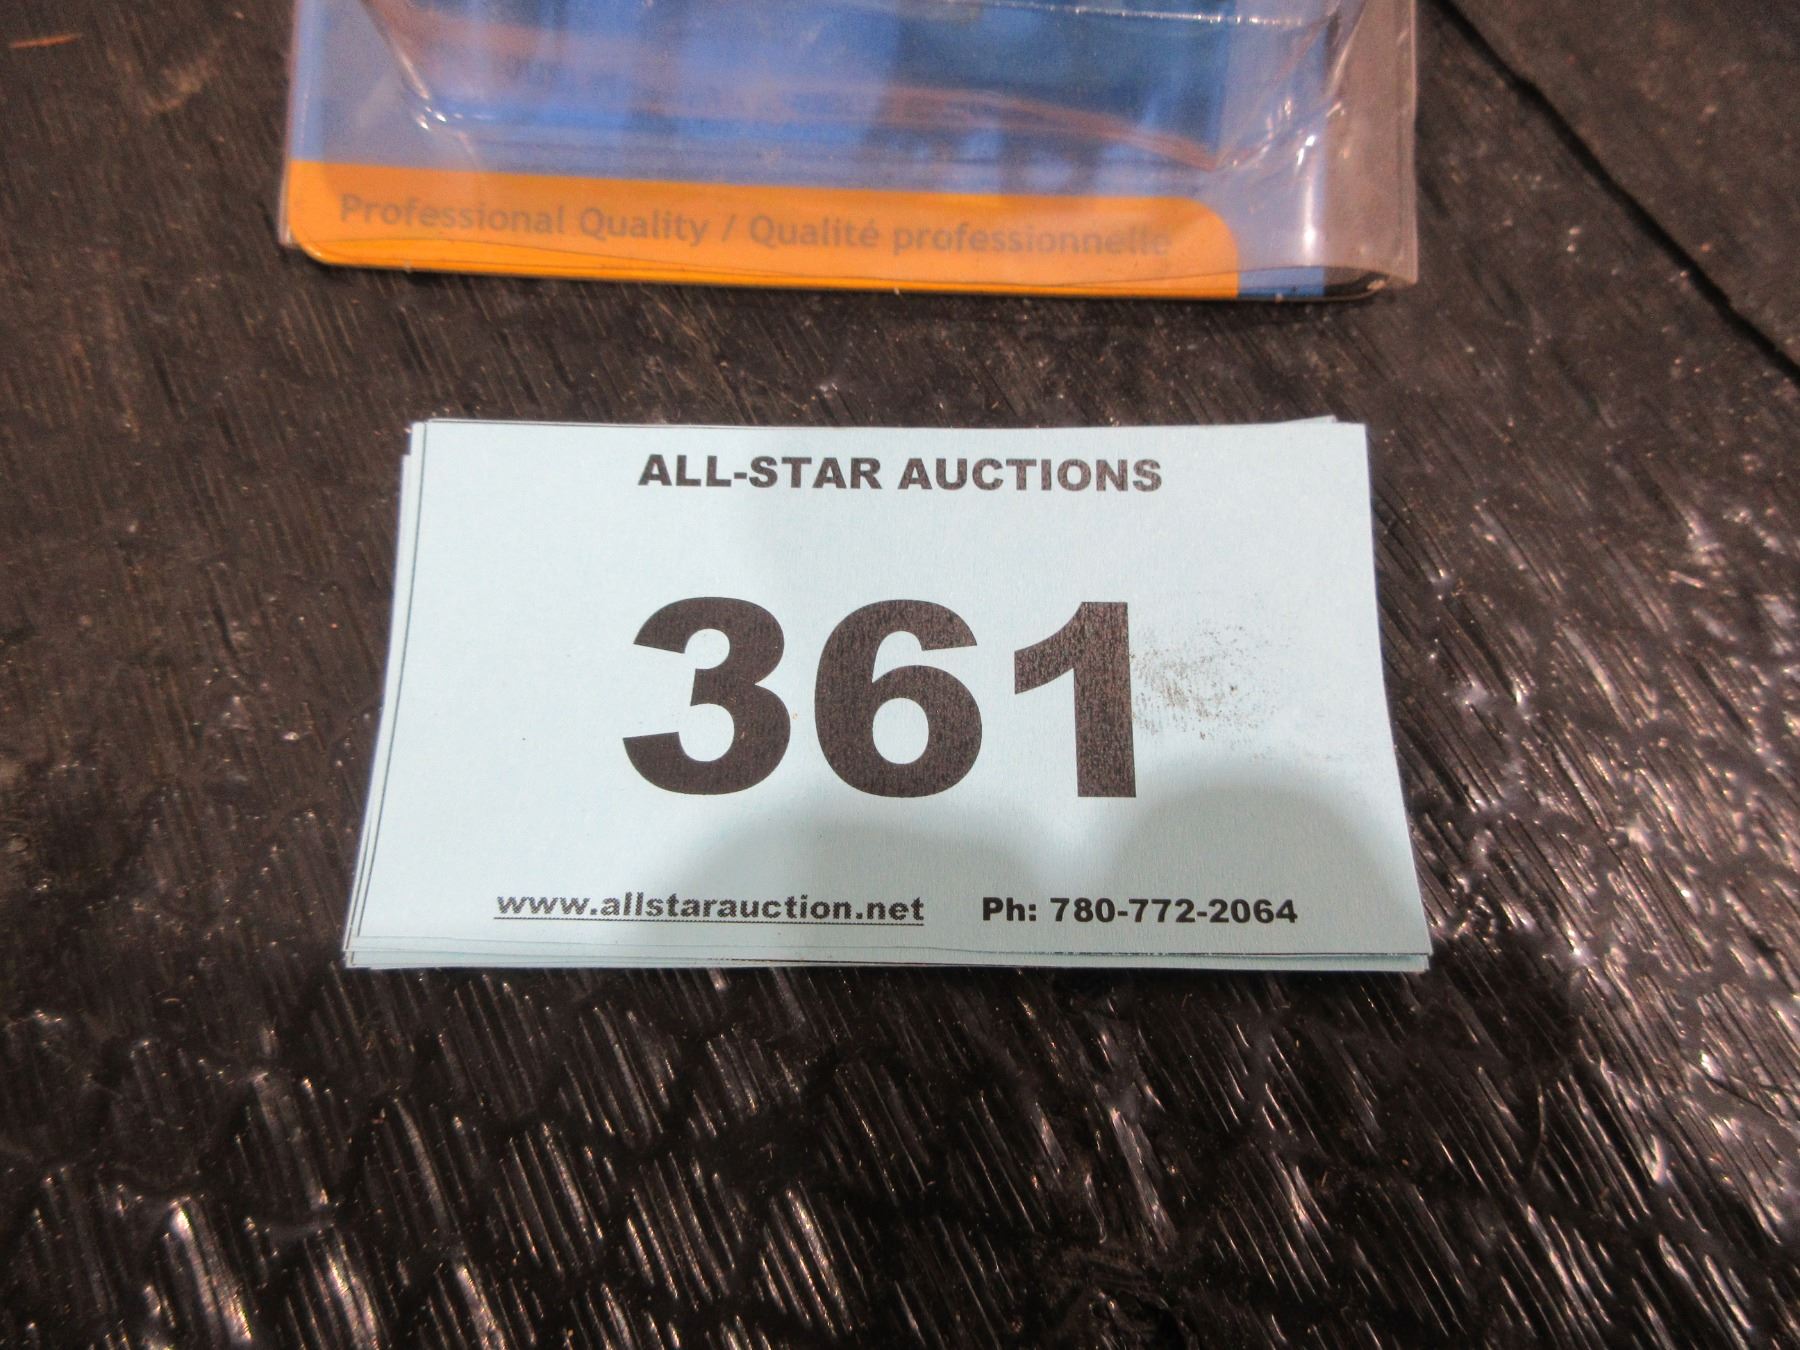 Professional Quality / Qualité professionnelle
ALL-STAR AUCTIONS
361
www.allstarauction.net Ph: 780-772-2064